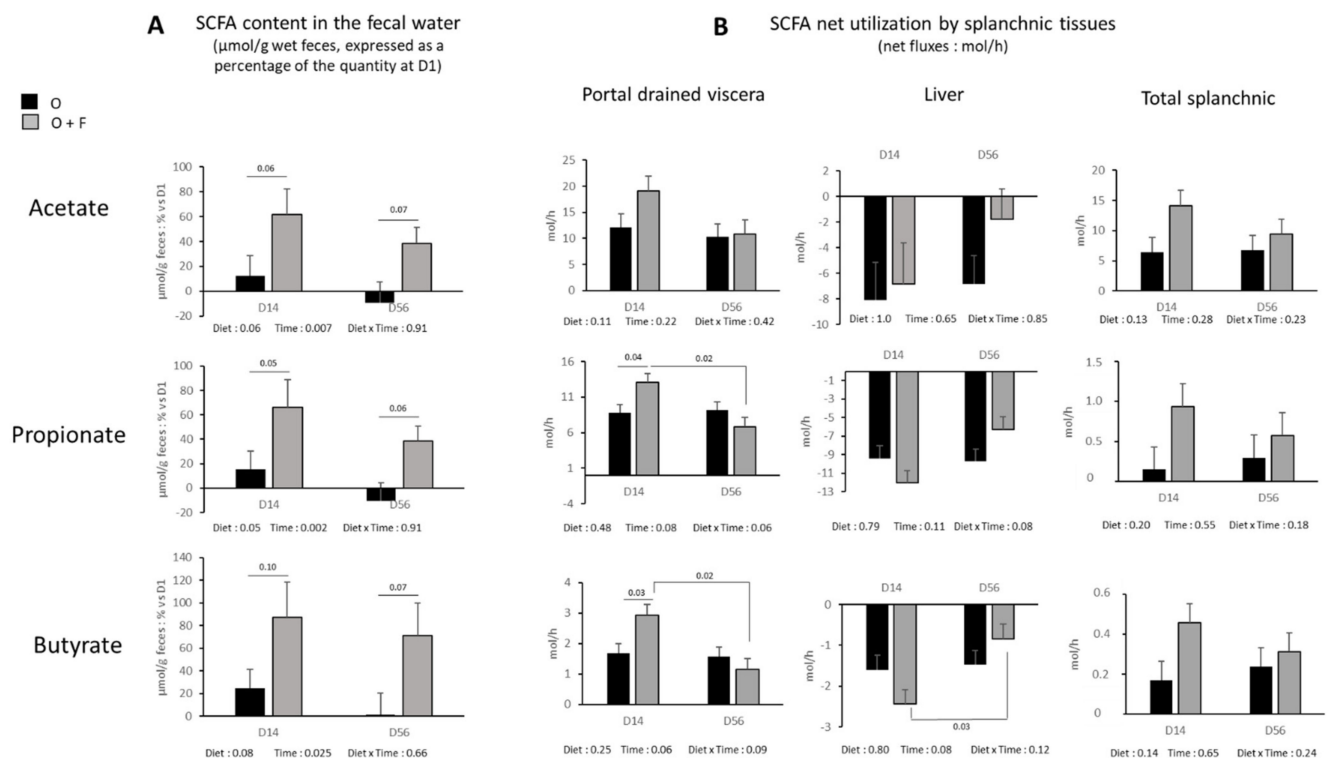 A
SCFA content in the fecal water
(µmol/g wet feces, expressed as a
percentage of the quantity at D1)
B
SCFA net utilization by splanchnic tissues
(net fluxes : mol/h)
O
O + F
Portal drained viscera
Liver
Total splanchnic
Acetate
µmol/g feces : % vs D1
100
80
60
40
20
0
-20
0.06
0.07
D14
D56
Diet : 0.06 Time : 0.007 Diet x Time : 0.91
mol/h
25
20
15
10
5
0
D14
D56
Diet : 0.11 Time : 0.22 Diet x Time : 0.42
D14
D56
mol/h
2
0
-2
-4
-6
-8
-10
Diet : 1.0 Time : 0.65 Diet x Time : 0.85
mol/h
20
15
10
5
0
D14
D56
Diet : 0.13 Time : 0.28 Diet x Time : 0.23
Propionate
µmol/g feces : % vs D1
100
80
60
40
20
0
-20
0.05
0.06
D14
D56
Diet : 0.05 Time : 0.002 Diet x Time : 0.91
mol/h
16
11
6
1
-4
0.04
0.02
D14
D56
Diet : 0.48 Time : 0.08 Diet x Time : 0.06
D14
D56
mol/h
-1
-3
-5
-7
-9
-11
-13
Diet : 0.79 Time : 0.11 Diet x Time : 0.08
mol/h
1.5
1.0
0.5
0.0
D14
D56
Diet : 0.20 Time : 0.55 Diet x Time : 0.18
Butyrate
µmol/g feces : % vs D1
140
120
100
80
60
40
20
0
0.10
0.07
D14
D56
Diet : 0.08 Time : 0.025 Diet x Time : 0.66
mol/h
4
3
2
1
0
0.03
0.02
D14
D56
Diet : 0.25 Time : 0.06 Diet x Time : 0.09
D14
D56
mol/h
0
-1
-2
-3
0.03
Diet : 0.80 Time : 0.08 Diet x Time : 0.12
mol/h
0.6
0.4
0.2
0
D14
D56
Diet : 0.14 Time : 0.65 Diet x Time : 0.24